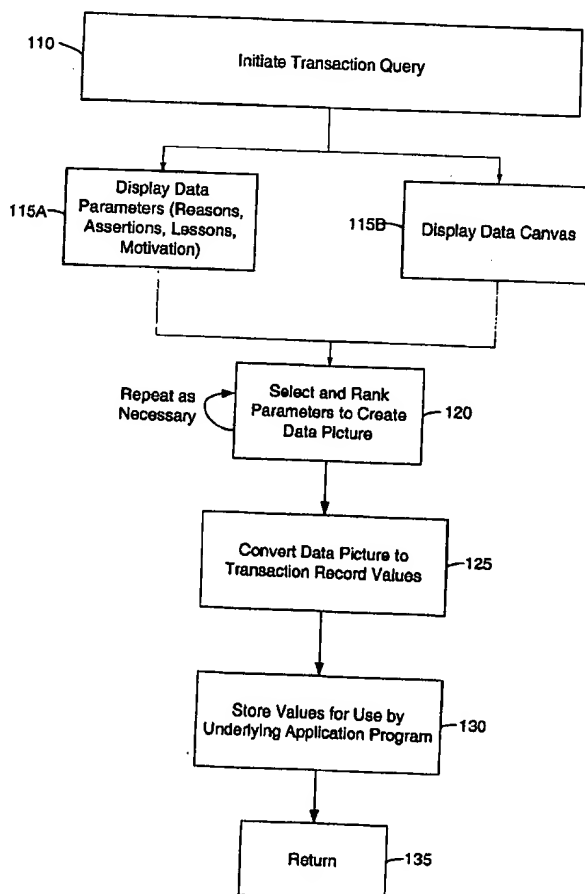 110
Initiate Transaction Query
115A
Display Data
Parameters (Reasons,
Assertions, Lessons,
Motivation)
115B
Display Data Canvas
Repeat as
Necessary
Select and Rank
Parameters to Create
Data Picture
120
Convert Data Picture to
Transaction Record Values
125
Store Values for Use by
Underlying Application Program
130
Return
135